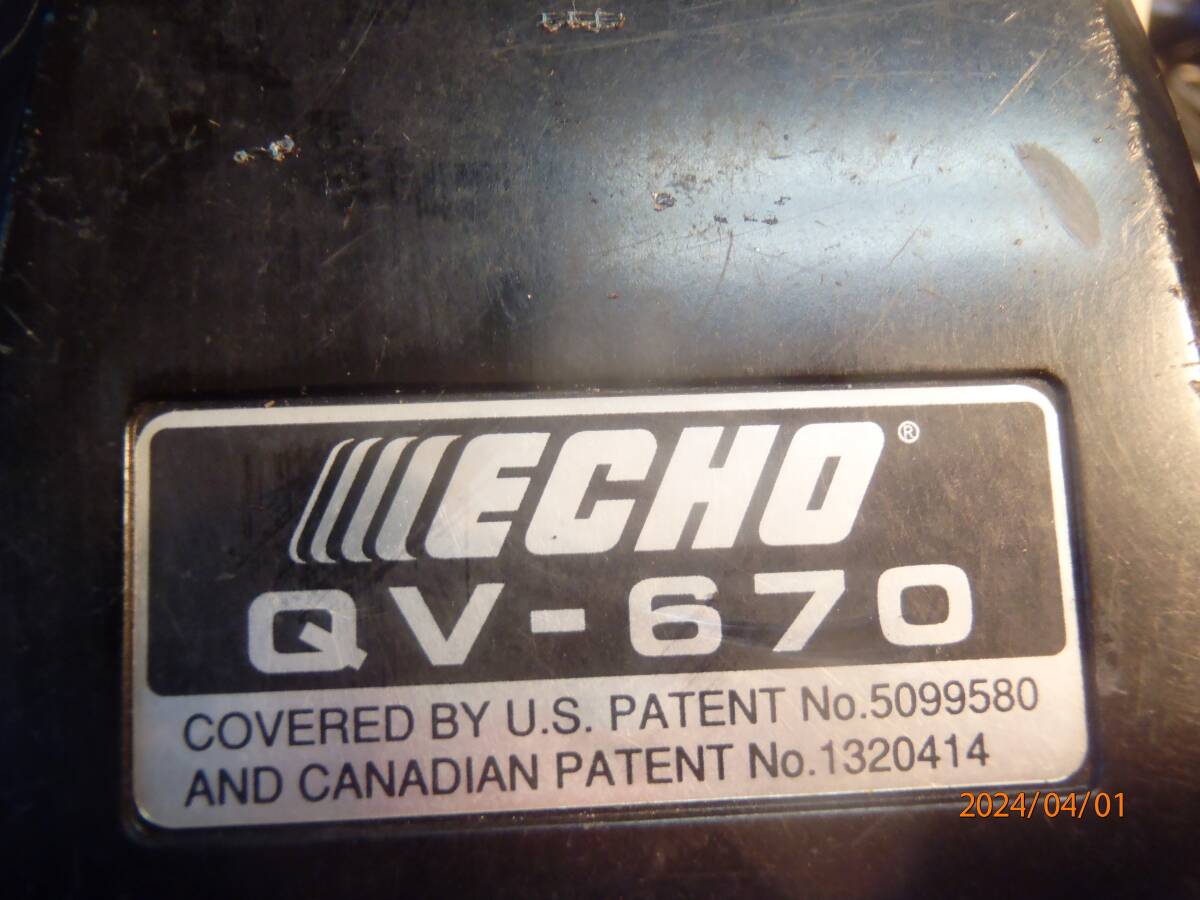 ECHO®
QV-670
COVERED BY U.S. PATENT No.5099580
AND CANADIAN PATENT No.1320414
2024/04/01